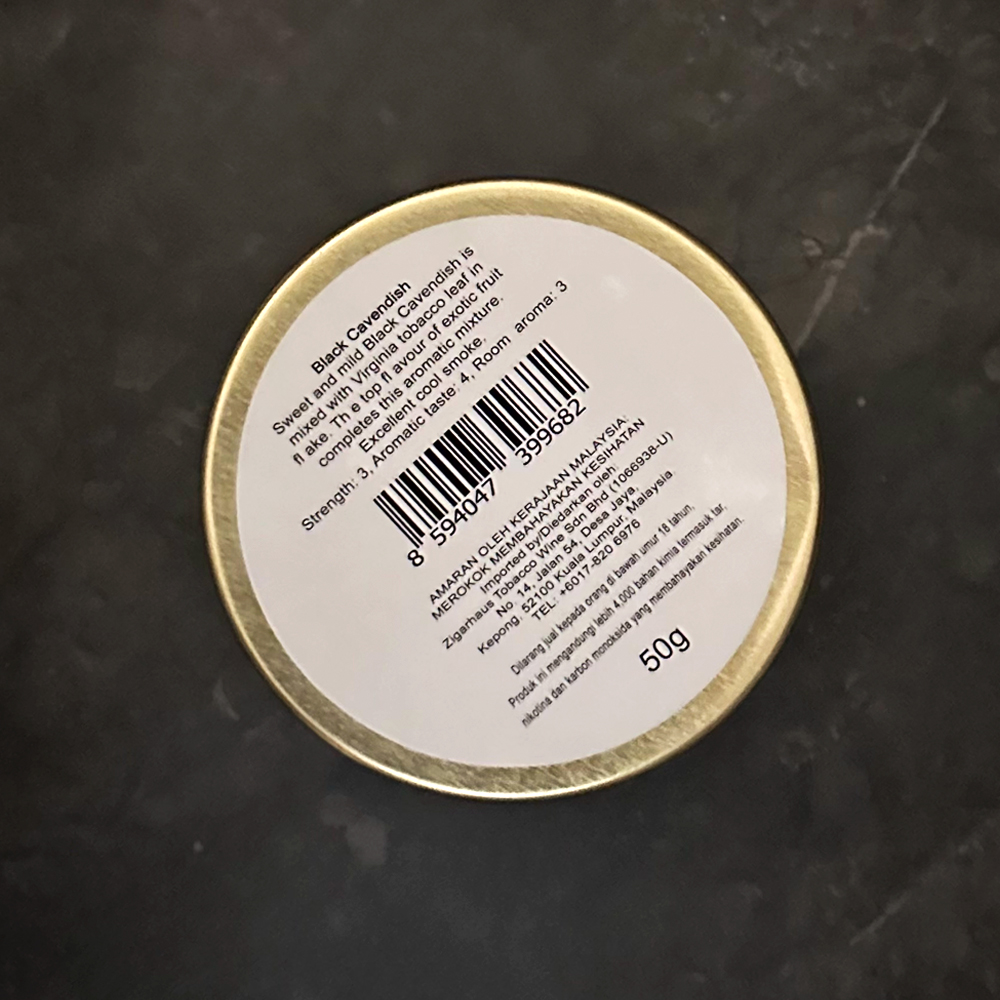 Black Cavendish
Sweet and mild Black Cavendish is
mixed with Virginia tobacco leaf in
fl ake. Th e top fl avour of exotic fruit
completes this aromatic mixture.
Excellent cool smoke.
Strength: 3, Aromatic taste: 4, Room aroma: 3
8 594047 399682
AMARAN OLEH KERAJAAN MALAYSIA:
MEROKOK MEMBAHAYAKAN KESIHATAN
Imported by/Diedarkan oleh:
Zigarhaus Tobacco Wine Sdn Bhd (1066938-U)
No. 14, Jalan 54, Desa Jaya,
Kepong, 52100 Kuala Lumpur, Malaysia.
TEL: +6017-820 6976
Dilarang jual kepada orang di bawah umur 18 tahun,
Produk ini mengandungi lebih 4,000 bahan kimia termasuk tar,
nikotina dan karbon monoksida yang membahayakan kesihatan.
50g